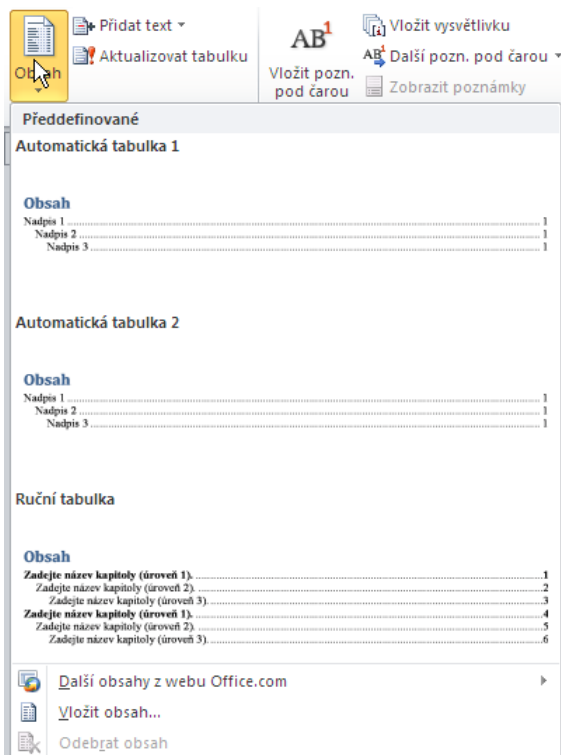 Obsah
Přidat text
Aktualizovat tabulku
AB1
Vložit pozn.
pod čarou
Vložit vysvětlivku
Další pozn. pod čarou
Zobrazit poznámky
Předdefinované
Automatická tabulka 1
Obsah
Nadpis 1 ........ 1
Nadpis 2 ........ 1
Nadpis 3 ........ 1
Automatická tabulka 2
Obsah
Nadpis 1 ........ 1
Nadpis 2 ........ 1
Nadpis 3 ........ 1
Ruční tabulka
Obsah
Zadejte název kapitoly (úroveň 1). ........ 1
Zadejte název kapitoly (úroveň 2). ........ 2
Zadejte název kapitoly (úroveň 3). ........ 3
Zadejte název kapitoly (úroveň 1). ........ 4
Zadejte název kapitoly (úroveň 2). ........ 5
Zadejte název kapitoly (úroveň 3). ........ 6
Další obsahy z webu Office.com
Vložit obsah...
Odebrat obsah